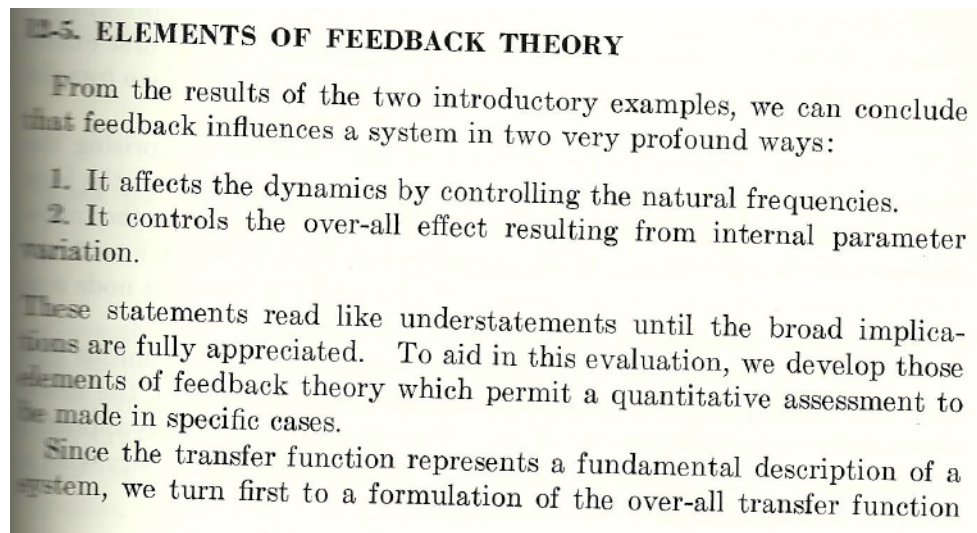 12-5. ELEMENTS OF FEEDBACK THEORY
From the results of the two introductory examples, we can conclude
that feedback influences a system in two very profound ways:
1. It affects the dynamics by controlling the natural frequencies.
2. It controls the over-all effect resulting from internal parameter
variation.
These statements read like understatements until the broad implica-
tions are fully appreciated. To aid in this evaluation, we develop those
elements of feedback theory which permit a quantitative assessment to
be made in specific cases.
Since the transfer function represents a fundamental description of a
system, we turn first to a formulation of the over-all transfer function